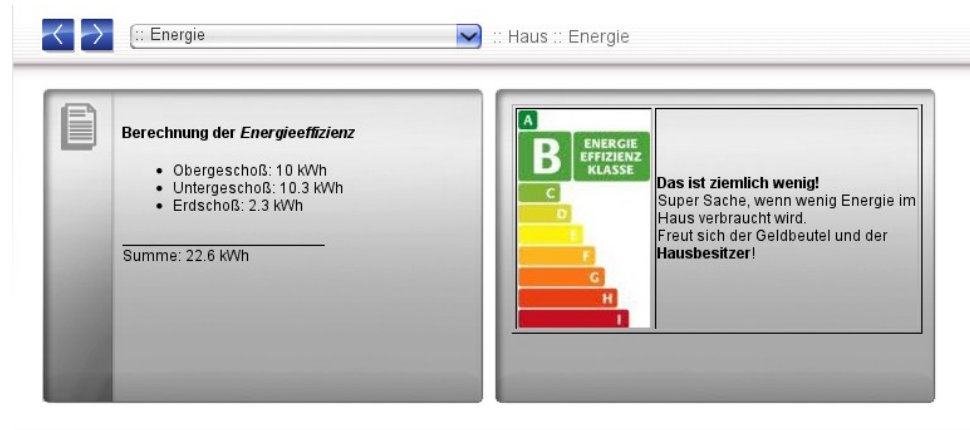 :: Energie
:: Haus :: Energie
Berechnung der Energieeffizienz
• Obergeschoß: 10 kWh
• Untergeschoß: 10.3 kWh
• Erdschoß: 2.3 kWh
Summe: 22.6 kWh
A
B
ENERGIE
EFFIZIENZ
KLASSE
C
D
E
F
G
H
I
Das ist ziemlich wenig!
Super Sache, wenn wenig Energie im
Haus verbraucht wird.
Freut sich der Geldbeutel und der
Hausbesitzer!